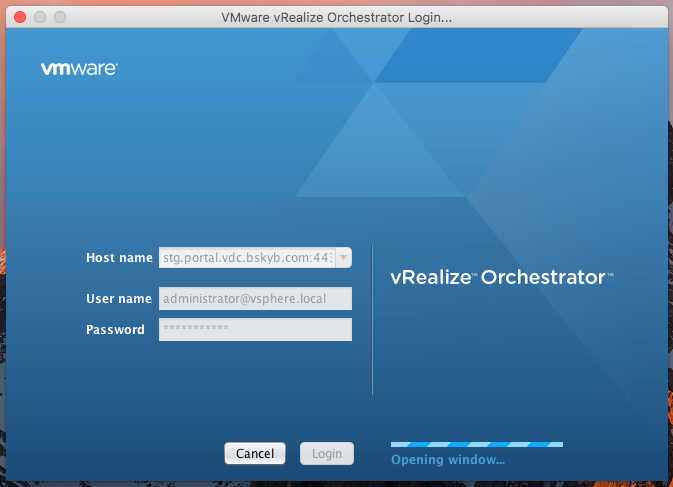 VMware vRealize Orchestrator Login...
vmware
Host name
stg.portal.vdc.bskyb.com:443
User name
administrator@vsphere.local
Password
***********
vRealize™ Orchestrator™
Cancel
Login
Opening window...